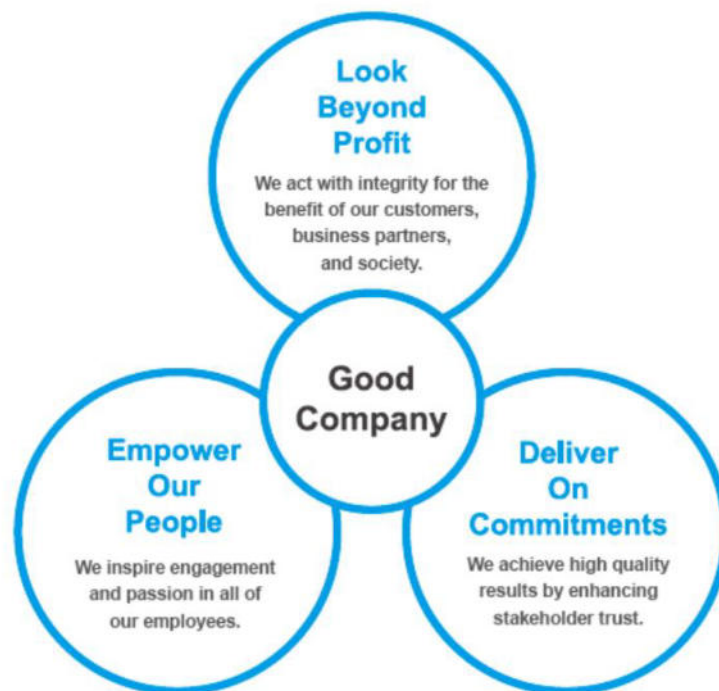 Look
Beyond
Profit
We act with integrity for the
benefit of our customers,
business partners,
and society.
Good
Company
Empower
Our
People
We inspire engagement
and passion in all of
our employees.
Deliver
On
Commitments
We achieve high quality
results by enhancing
stakeholder trust.